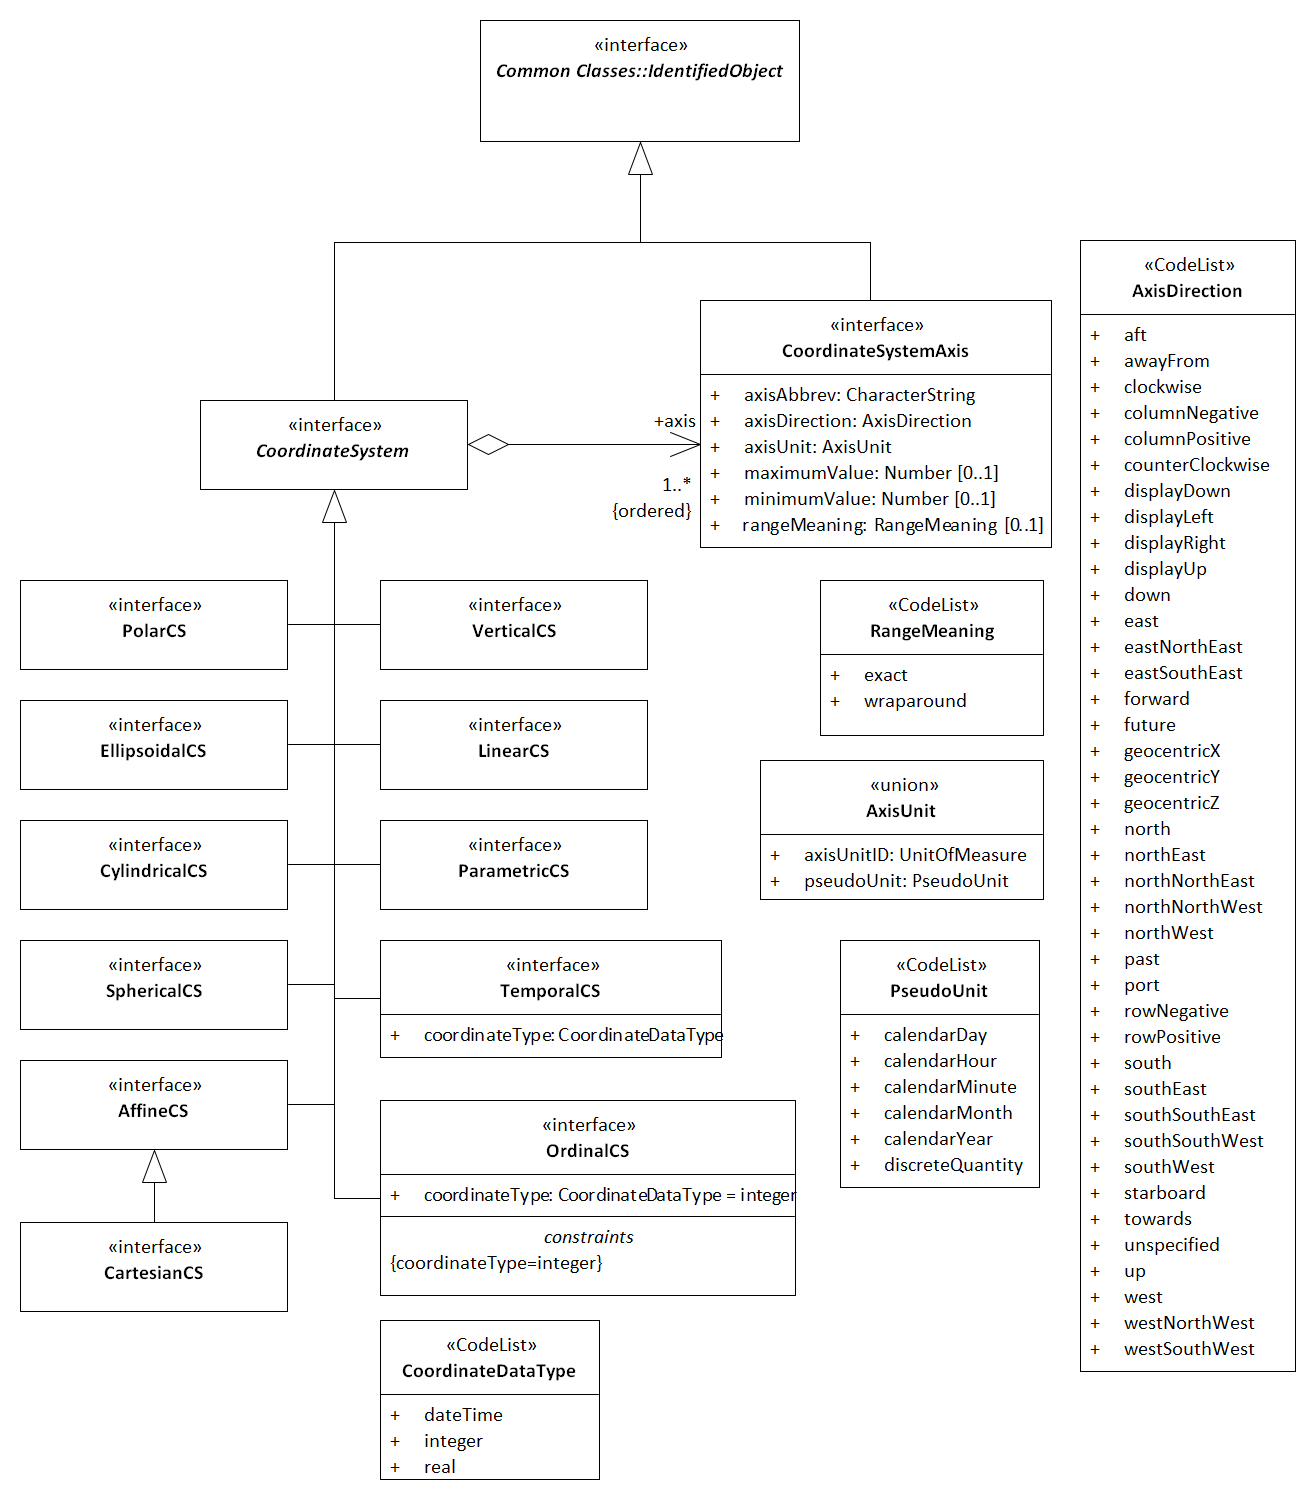 «interface»
Common Classes::IdentifiedObject
«interface»
CoordinateSystemAxis
+ axisAbbrev: CharacterString
+ axisDirection: AxisDirection
+ axisUnit: AxisUnit
+ maximumValue: Number [0..1]
+ minimumValue: Number [0..1]
+ rangeMeaning: RangeMeaning [0..1]
«interface»
CoordinateSystem
+axis
1..*
{ordered}
«interface»
PolarCS
«interface»
VerticalCS
«interface»
EllipsoidalCS
«interface»
LinearCS
«interface»
CylindricalCS
«interface»
ParametricCS
«interface»
SphericalCS
«interface»
TemporalCS
+ coordinateType: CoordinateDataType
«interface»
AffineCS
«interface»
OrdinalCS
+ coordinateType: CoordinateDataType = integer
constraints
{coordinateType=integer}
«interface»
CartesianCS
«CodeList»
CoordinateDataType
+ dateTime
+ integer
+ real
«CodeList»
RangeMeaning
+ exact
+ wraparound
«union»
AxisUnit
+ axisUnitID: UnitOfMeasure
+ pseudoUnit: PseudoUnit
«CodeList»
PseudoUnit
+ calendarDay
+ calendarHour
+ calendarMinute
+ calendarMonth
+ calendarYear
+ discreteQuantity
«CodeList»
AxisDirection
+ aft
+ awayFrom
+ clockwise
+ columnNegative
+ columnPositive
+ counterClockwise
+ displayDown
+ displayLeft
+ displayRight
+ displayUp
+ down
+ east
+ eastNorthEast
+ eastSouthEast
+ forward
+ future
+ geocentricX
+ geocentricY
+ geocentricZ
+ north
+ northEast
+ northNorthEast
+ northNorthWest
+ northWest
+ past
+ port
+ rowNegative
+ rowPositive
+ south
+ southEast
+ southSouthEast
+ southSouthWest
+ southWest
+ starboard
+ towards
+ unspecified
+ up
+ west
+ westNorthWest
+ westSouthWest